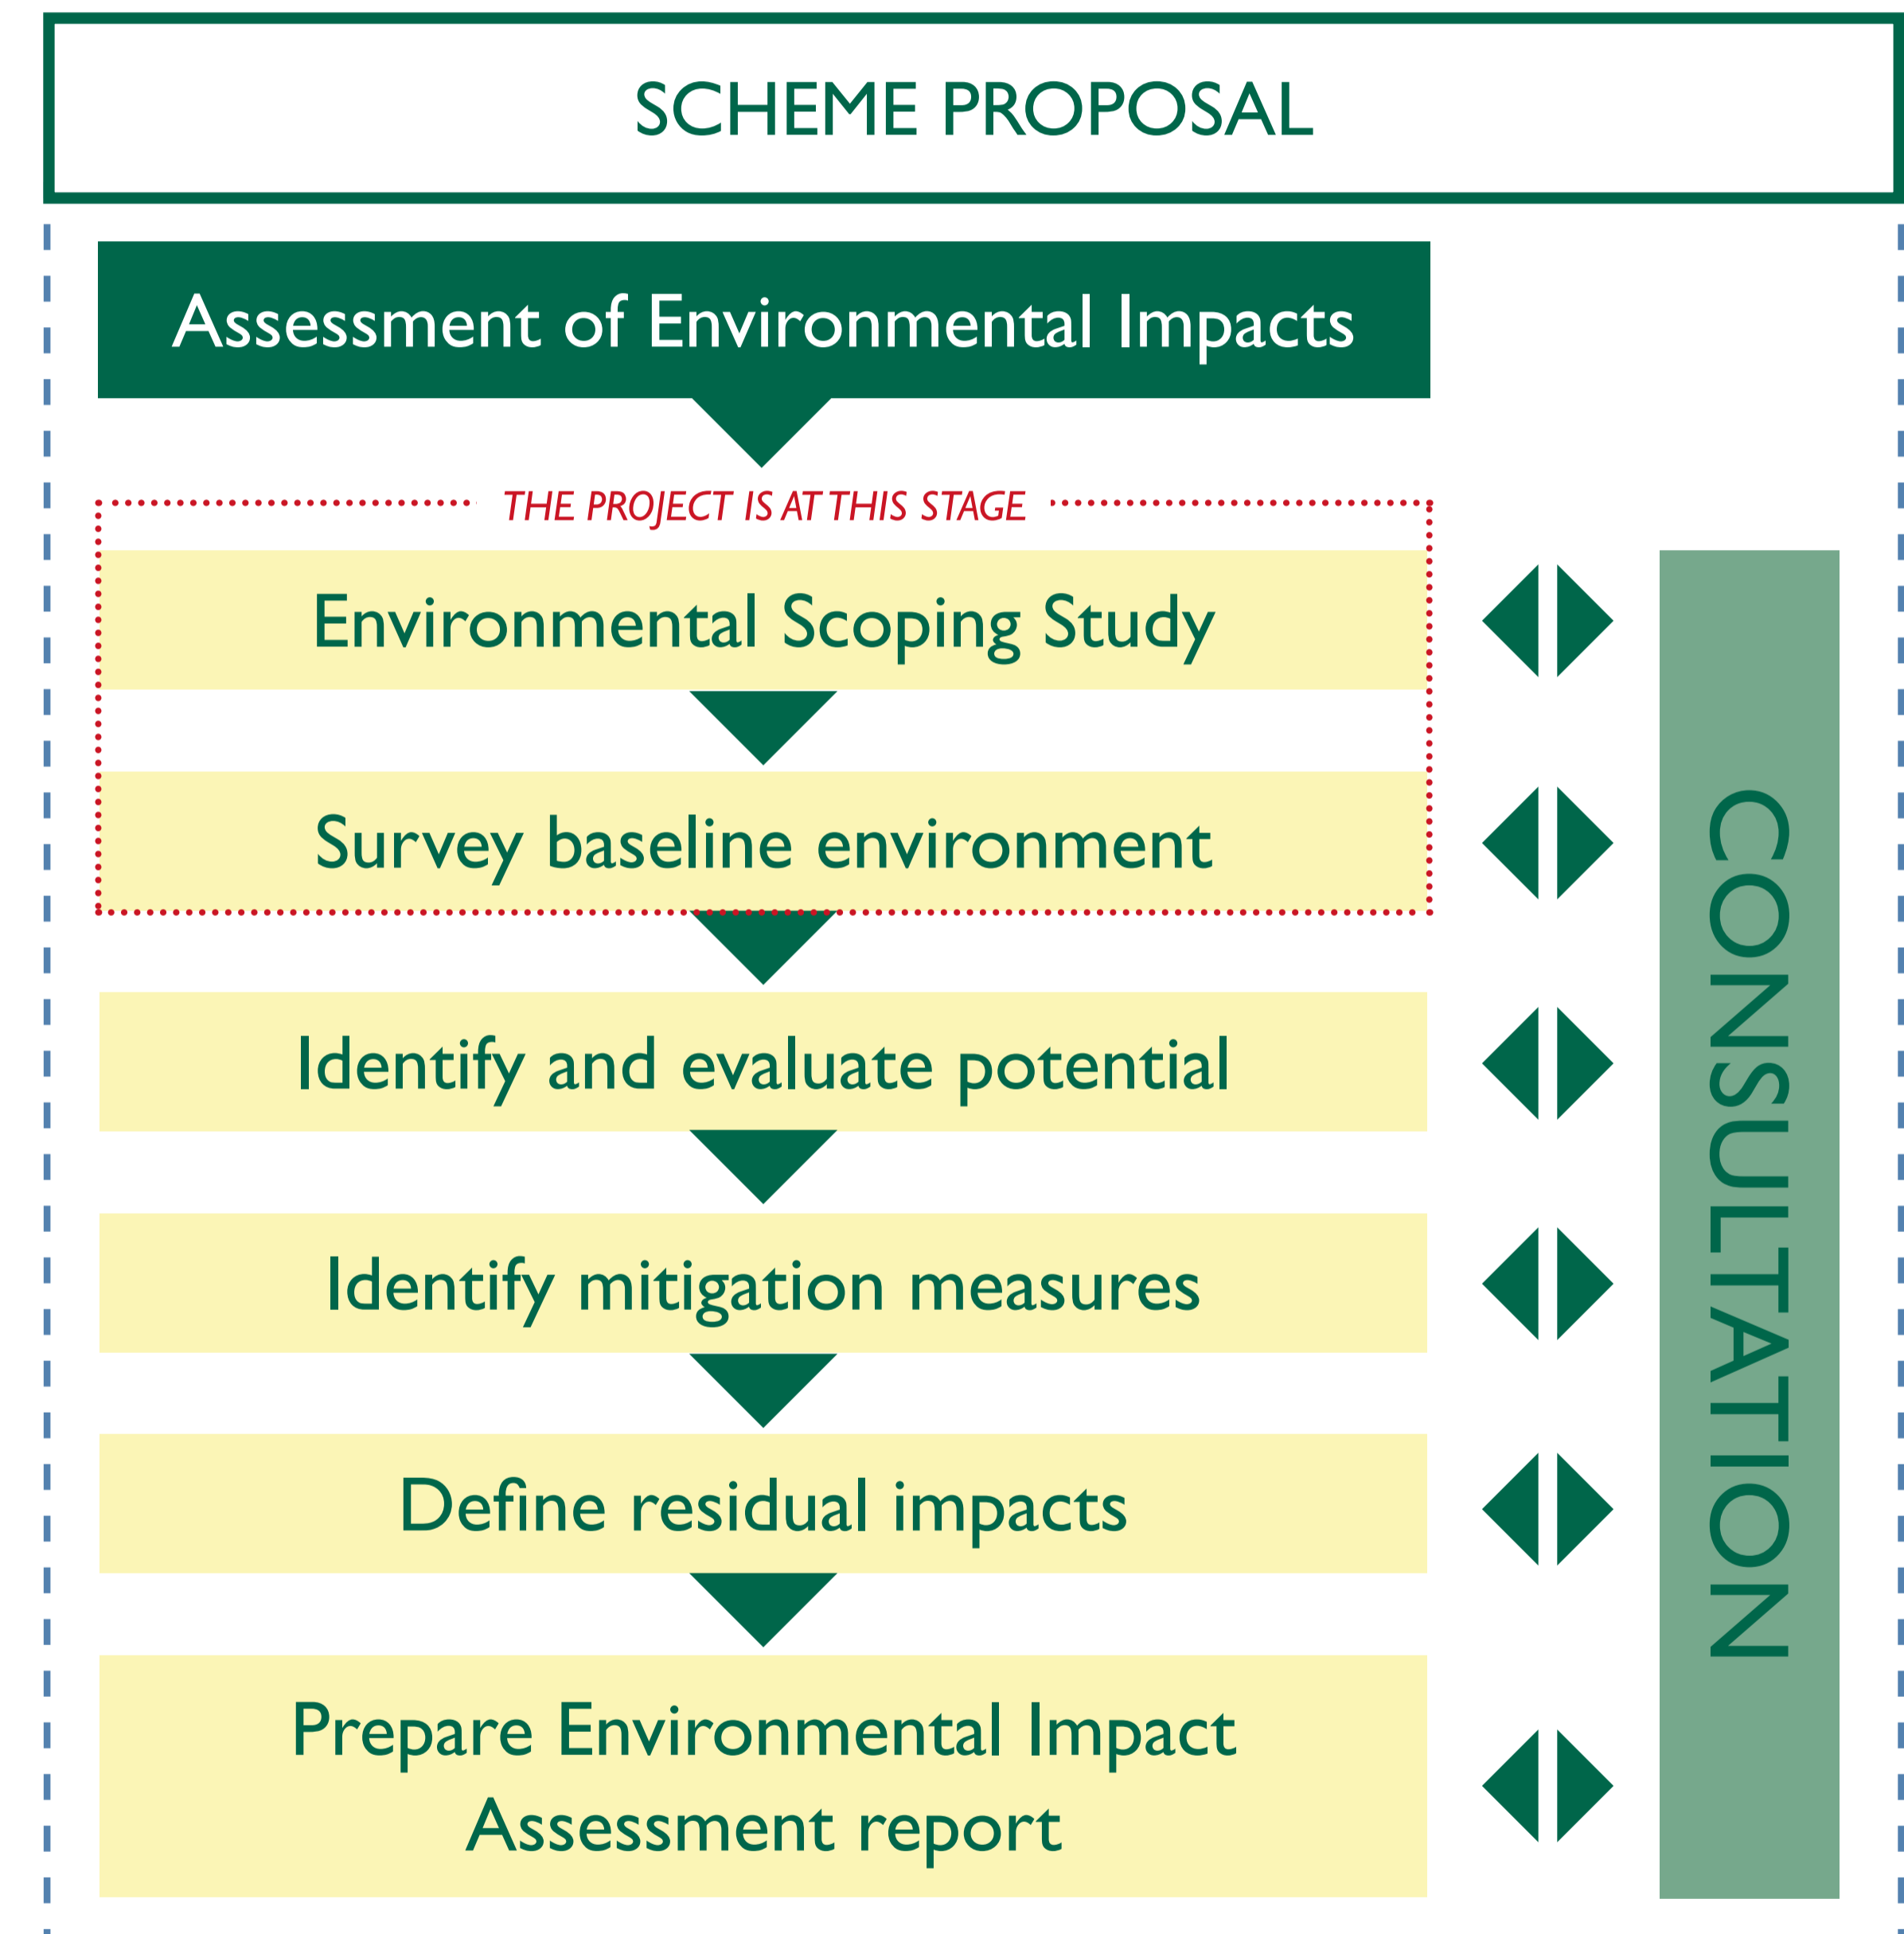 SCHEME PROPOSAL
Assessment of Environmental Impacts
THE PROJECT IS AT THIS STAGE
Environmental Scoping Study
Survey baseline environment
Identify and evaluate potential
Identify mitigation measures
Define residual impacts
Prepare Environmental Impact
Assessment report
CONSULTATION